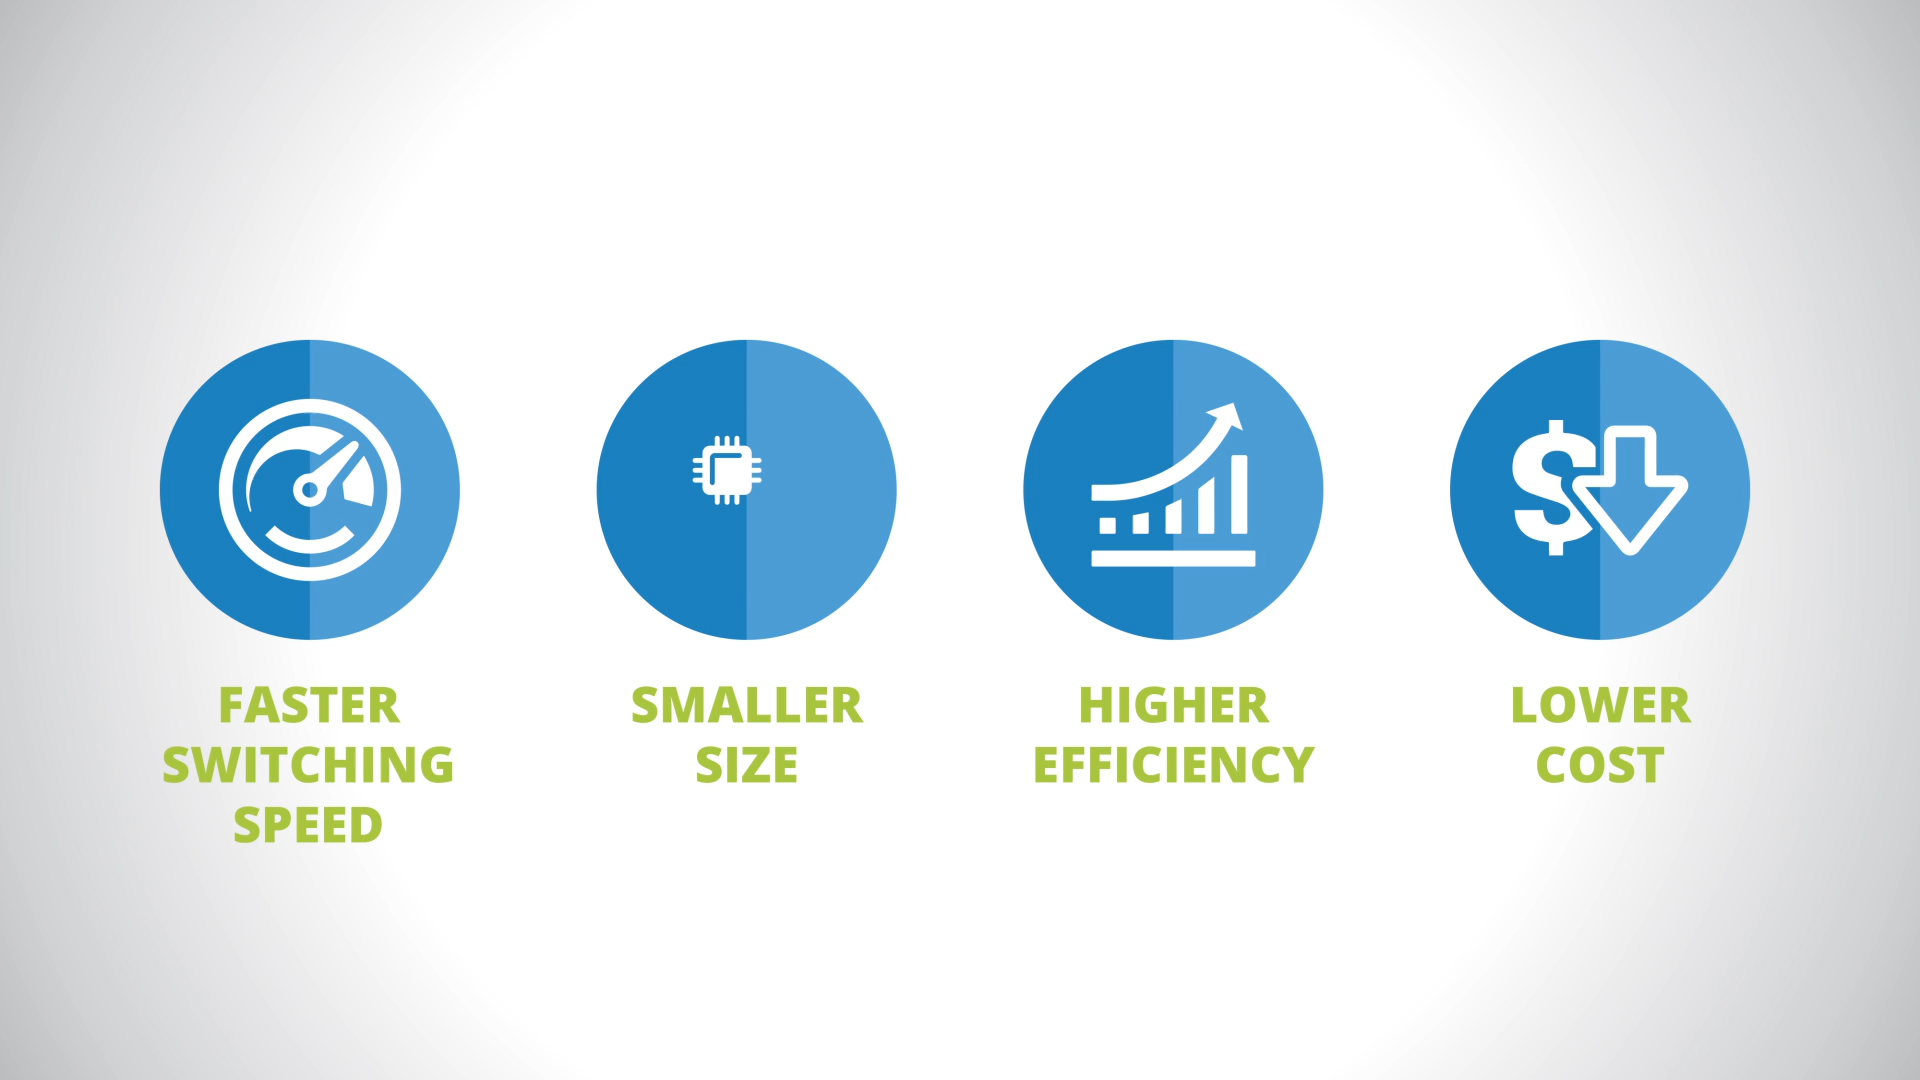 FASTER
SWITCHING
SPEED
SMALLER
SIZE
HIGHER
EFFICIENCY
$
LOWER
COST